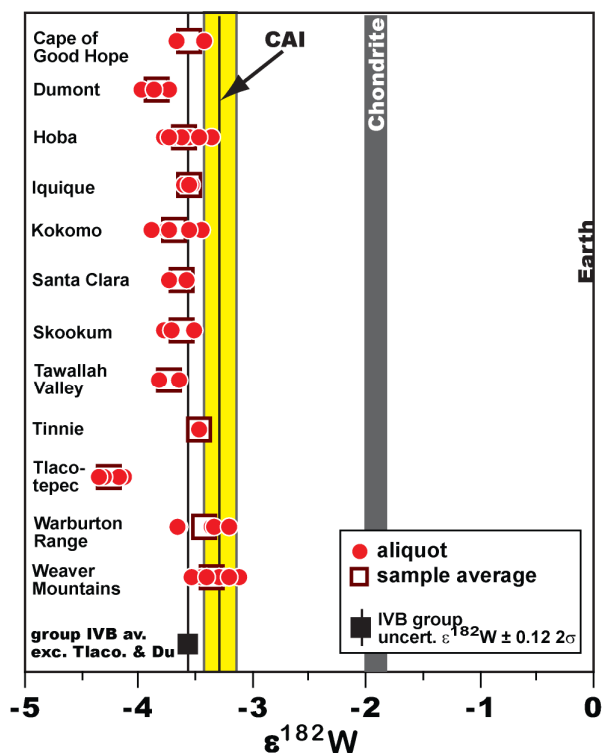 Cape of
Good Hope
CAI
Dumont
Chondrite
Hoba
Iquique
Kokomo
Earth
Santa Clara
Skookum
Tawallah
Valley
Tinnie
Tlaco-
tepec
Warburton
Range
aliquot
sample average
Weaver
Mountains
IVB group
uncert. ε¹⁸²W ± 0.12 2σ
group IVB av.
exc. Tlaco. & Du
-5 -4 -3 -2 -1 0
ε¹⁸²W